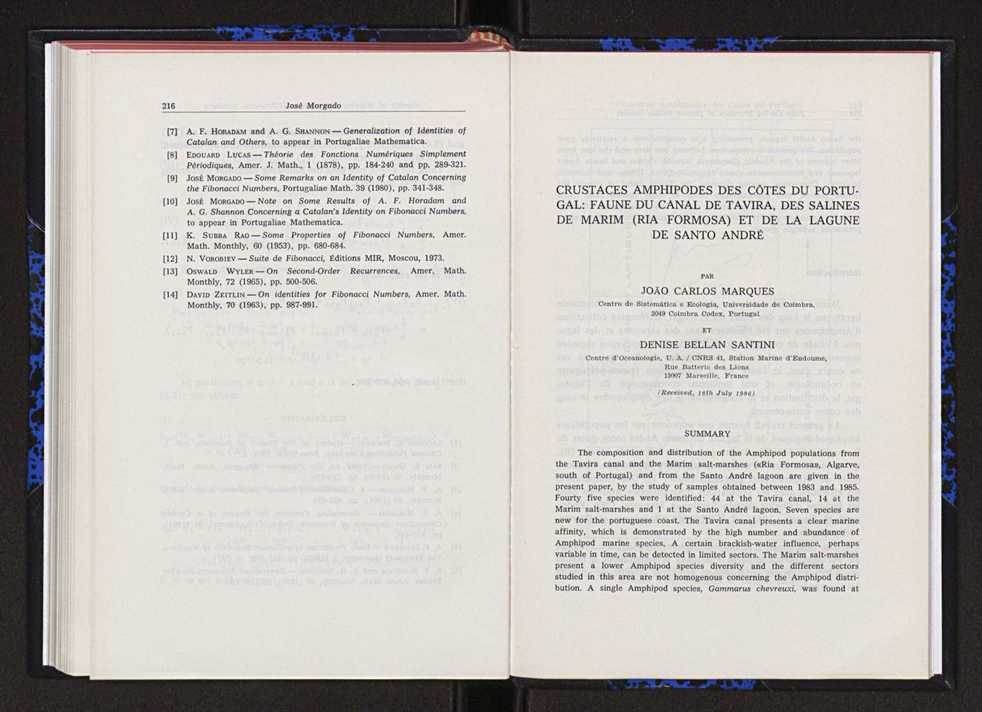 216 José Morgado
[7] A. F. HORADAM and A. G. SHANNON — Generalization of Identities of
Catalan and Others, to appear in Portugaliae Mathematica.
[8] EDOUARD LUCAS — Théorie des Fonctions Numériques Simplement
Périodiques, Amer. J. Math., 1 (1878), pp. 184-240 and pp. 289-321.
[9] JOSÉ MORGADO — Some Remarks on an Identity of Catalan Concerning
the Fibonacci Numbers, Portugaliae Math. 39 (1980), pp. 341-348.
[10] JOSÉ MORGADO — Note on Some Results of A. F. Horadam and
A. G. Shannon Concerning a Catalan's Identity on Fibonacci Numbers,
to appear in Portugaliae Mathematica.
[11] K. SUBBA RAO — Some Properties of Fibonacci Numbers, Amer.
Math. Monthly, 60 (1953), pp. 680-684.
[12] N. VOROBIEV — Suite de Fibonacci, Éditions MIR, Moscou, 1973.
[13] OSWALD WYLER — On Second-Order Recurrences, Amer. Math.
Monthly, 72 (1965), pp. 500-506.
[14] DAVID ZEITLIN — On identities for Fibonacci Numbers, Amer. Math.
Monthly, 70 (1963), pp. 987-991.
CRUSTACES AMPHIPODES DES CÔTES DU PORTU-
GAL: FAUNE DU CANAL DE TAVIRA, DES SALINES
DE MARIM (RIA FORMOSA) ET DE LA LAGUNE
DE SANTO ANDRÉ
PAR
JOÃO CARLOS MARQUES
Centro de Sistemática e Ecologia, Universidade de Coimbra,
3049 Coimbra Codex, Portugal
ET
DENISE BELLAN SANTINI
Centre d'Oceanologie, U. A. / CNRS 41, Station Marine d'Endoume,
Rue Batterie des Lions
13007 Marseille, France
(Received, 18th July 1986)
SUMMARY
The composition and distribution of the Amphipod populations from
the Tavira canal and the Marim salt-marshes («Ria Formosa», Algarve,
south of Portugal) and from the Santo André lagoon are given in the
present paper, by the study of samples obtained between 1983 and 1985.
Fourty five species were identified: 44 at the Tavira canal, 14 at the
Marim salt-marshes and 1 at the Santo André lagoon. Seven species are
new for the portuguese coast. The Tavira canal presents a clear marine
affinity, which is demonstrated by the high number and abundance of
Amphipod marine species, A certain brackish-water influence, perhaps
variable in time, can be detected in limited sectors. The Marim salt-marshes
present a lower Amphipod species diversity and the different sectors
studied in this area are not homogenous concerning the Amphipod distri-
bution. A single Amphipod species, Gammarus chevreuxi, was found at